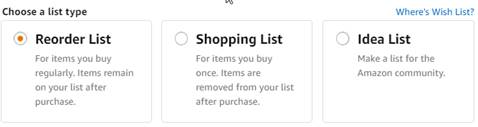 Choose a list type
Where's Wish List?
Reorder List
For items you buy
regularly. Items remain
on your list after
purchase.
Shopping List
For items you buy
once. Items are
removed from your list
after purchase.
Idea List
Make a list for the
Amazon community.